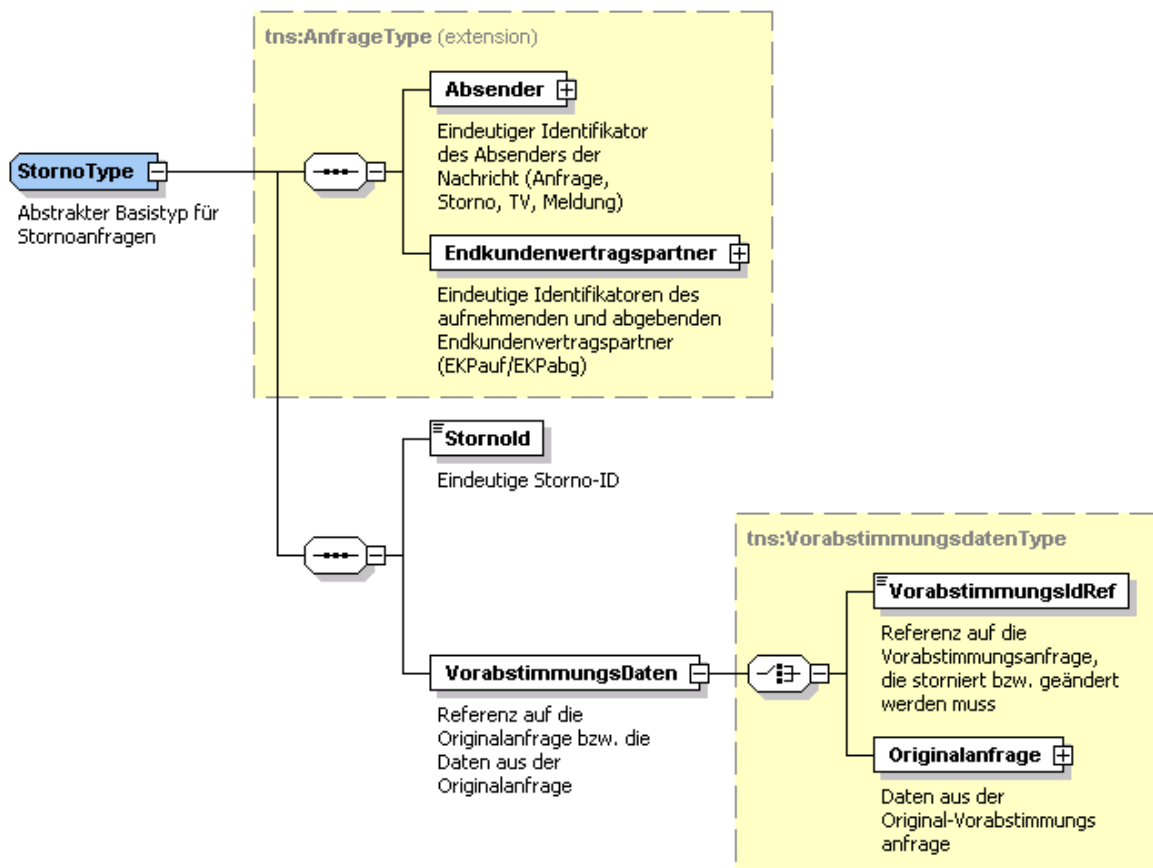 tns:AnfrageType (extension)
Absender
Eindeutiger Identifikator
des Absenders der
Nachricht (Anfrage,
Storno, TV, Meldung)
StornoType
Abstrakter Basistyp für
Stornoanfragen
Endkundenvertragspartner
Eindeutige Identifikatoren des
aufnehmenden und abgebenden
Endkundenvertragspartner
(EKPauf/EKPabg)
StornoId
Eindeutige Storno-ID
VorabstimmungsDaten
Referenz auf die
Originalanfrage bzw. die
Daten aus der
Originalanfrage
tns:VorabstimmungsdatenType
VorabstimmungsIdRef
Referenz auf die
Vorabstimmungsanfrage,
die storniert bzw. geändert
werden muss
Originalanfrage
Daten aus der
Original-Vorabstimmungs
anfrage